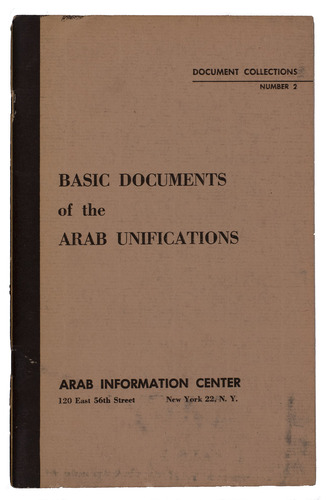 DOCUMENT COLLECTIONS
NUMBER 2
BASIC DOCUMENTS
of the
ARAB UNIFICATIONS
ARAB INFORMATION CENTER
120 East 56th Street New York 22, N. Y.